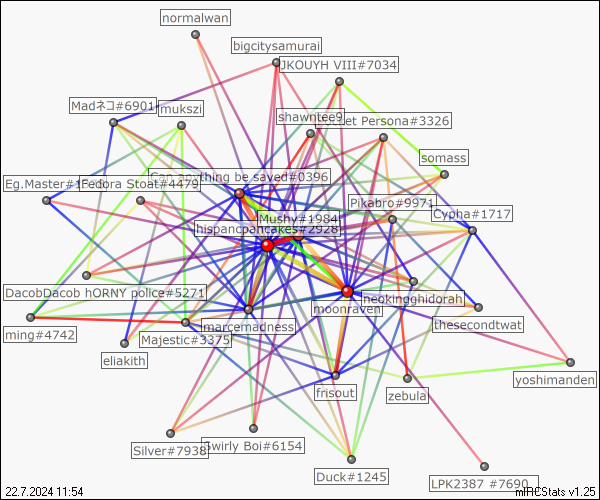 normalwan
bigcitysamurai
JKOUYH VIII#7034
Madネコ#6901
mukszi
shawntee9
et Persona#3326
somass
Can anything be saved#0396
Eg.Master#1
Fedora Stoat#4479
Pikabro#9971
Mushy#1984
Cypha#1717
hispancpancakes#2928
DacobDacob hORNY police#5271
neokingghidorah
moonraven
marcemadness
thesecondtwat
ming#4742
Majestic#3375
eliakith
yoshimanden
frisout
zebula
Silver#7938
Swirly Boi#6154
Duck#1245
LPK2387 #7690
22.7.2024 11:54
mIRCStats v1.25